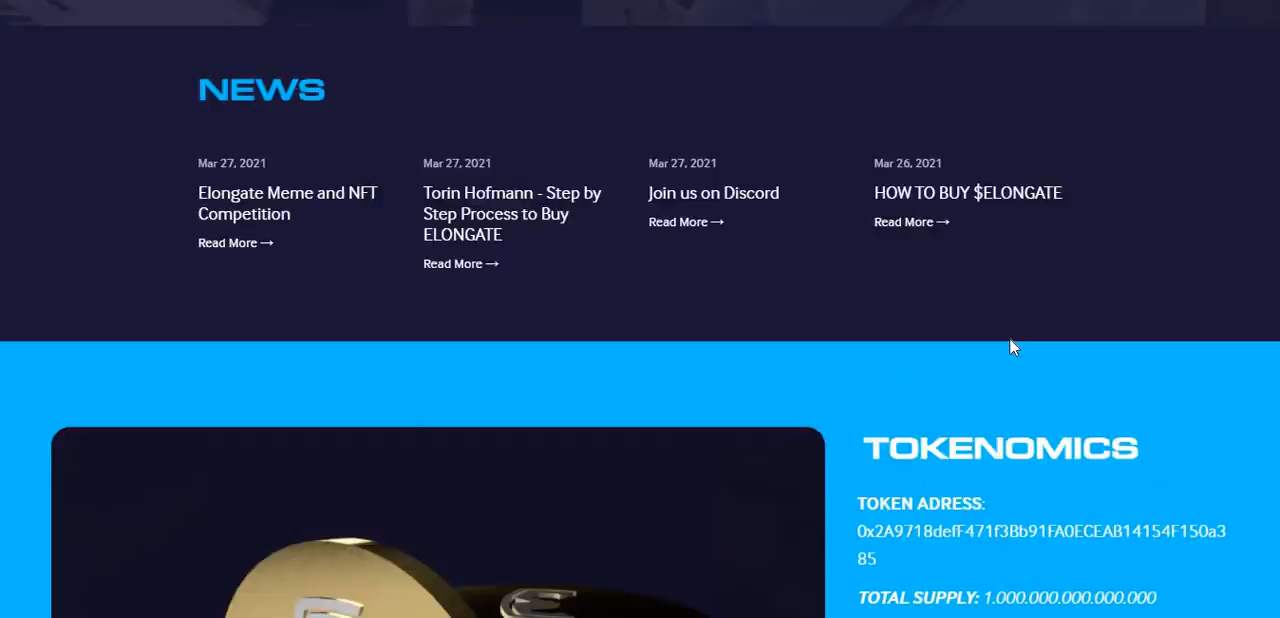 NEWS
Mar 27, 2021
Elongate Meme and NFT
Competition
Read More →
Mar 27, 2021
Torin Hofmann - Step by
Step Process to Buy
ELONGATE
Read More →
Mar 27, 2021
Join us on Discord
Read More →
Mar 26, 2021
HOW TO BUY $ELONGATE
Read More →
TOKENOMICS
TOKEN ADRESS:
0x2A9718defF471f3Bb91FA0ECEAB14154F150a3
85
TOTAL SUPPLY: 1.000.000.000.000.000